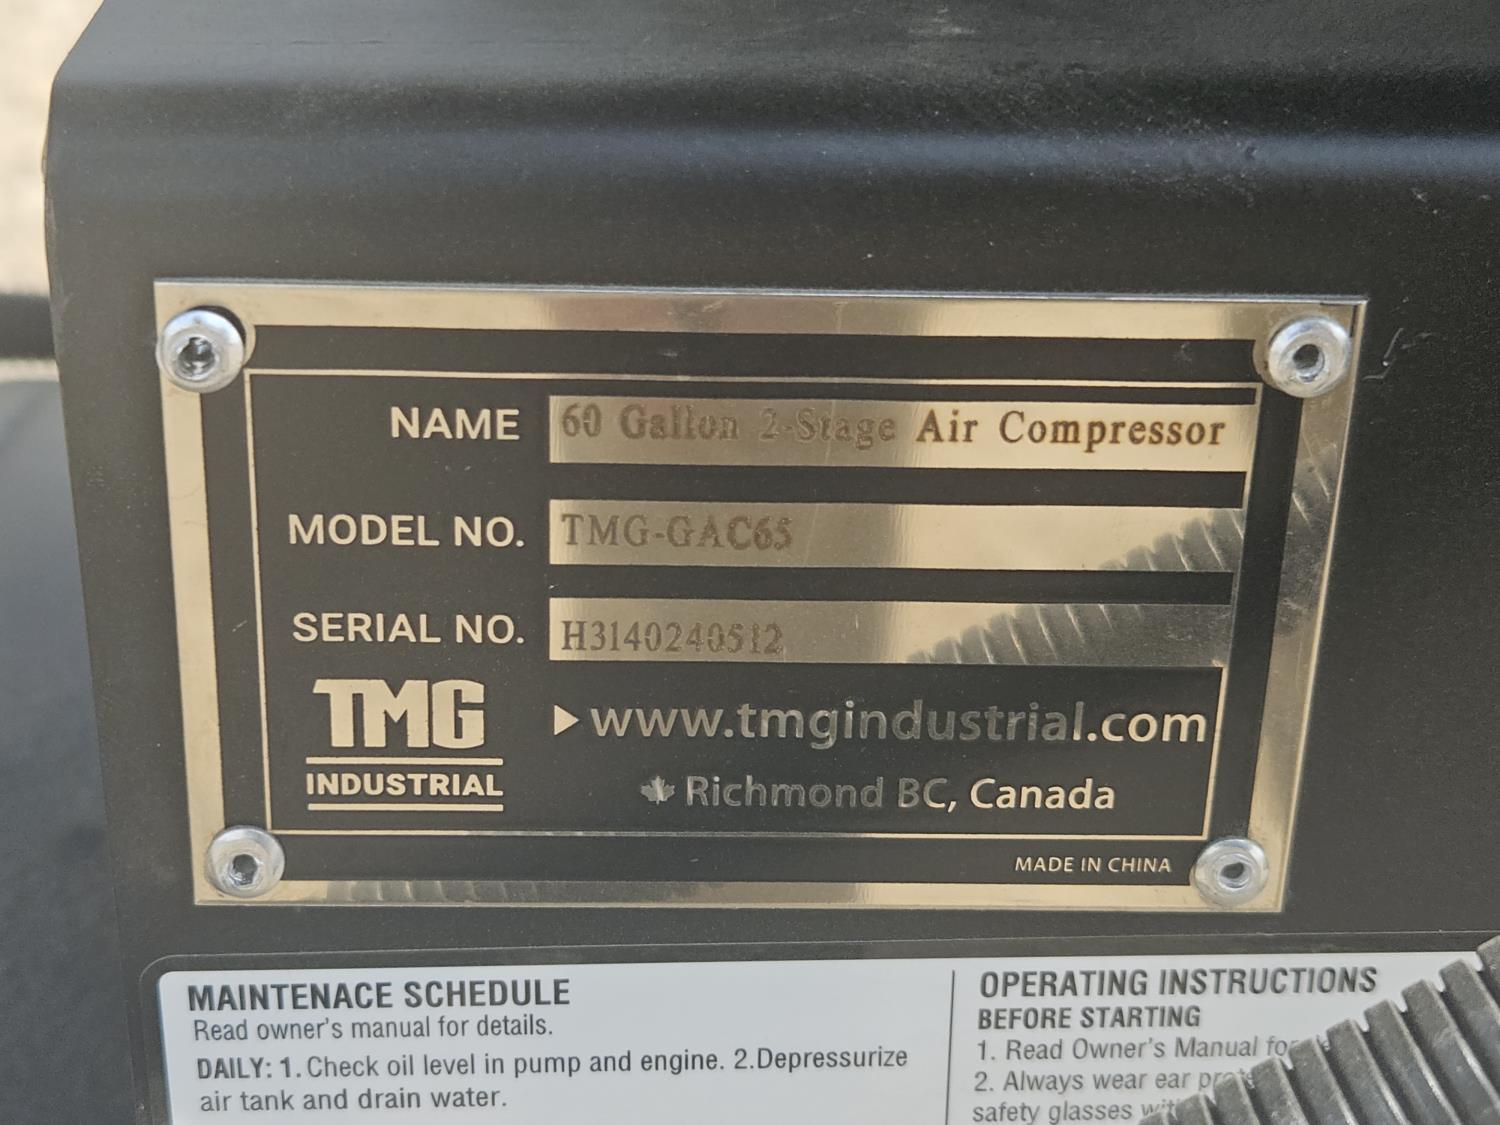 NAME 60 Gallon 2-Stage Air Compressor
MODEL NO. TMG-GAC65
SERIAL NO. H3140240512
TMG
INDUSTRIAL
www.tmgindustrial.com
Richmond BC, Canada
MADE IN CHINA
MAINTENACE SCHEDULE
Read owner's manual for details.
DAILY: 1. Check oil level in pump and engine. 2.Depressurize
air tank and drain water.
OPERATING INSTRUCTIONS
BEFORE STARTING
1. Read Owner's Manual
2. Always wear ear
safety glasses